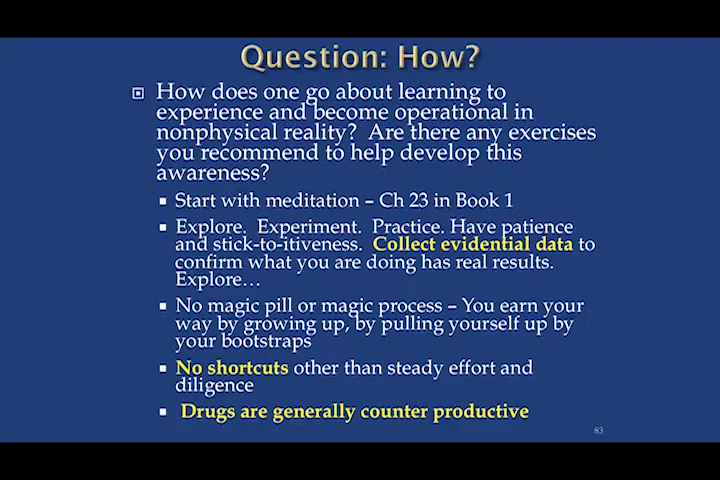 Question: How?
How does one go about learning to
experience and become operational in
nonphysical reality? Are there any exercises
you recommend to help develop this
awareness?
Start with meditation – Ch 23 in Book 1
Explore. Experiment. Practice. Have patience
and stick-to-itiveness. Collect evidential data to
confirm what you are doing has real results.
Explore…
No magic pill or magic process – You earn your
way by growing up, by pulling yourself up by
your bootstraps
No shortcuts other than steady effort and
diligence
Drugs are generally counter productive
83